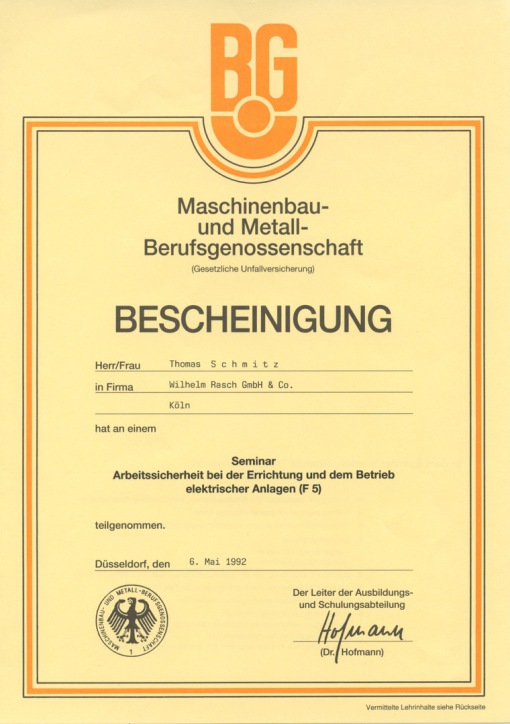 BG
Maschinenbau-
und Metall-
Berufsgenossenschaft
(Gesetzliche Unfallversicherung)
BESCHEINIGUNG
Herr/Frau Thomas S c h m i t z
in Firma Wilhelm Rasch GmbH & Co.
Köln
hat an einem
Seminar
Arbeitssicherheit bei der Errichtung und dem Betrieb
elektrischer Anlagen (F 5)
teilgenommen.
Düsseldorf, den 6. Mai 1992
MASCHINENBAU- UND METALL-BERUFSGENOSSENSCHAFT
1
Der Leiter der Ausbildungs-
und Schulungsabteilung
Hofmann
(Dr. Hofmann)
Vermittelte Lehrinhalte siehe Rückseite